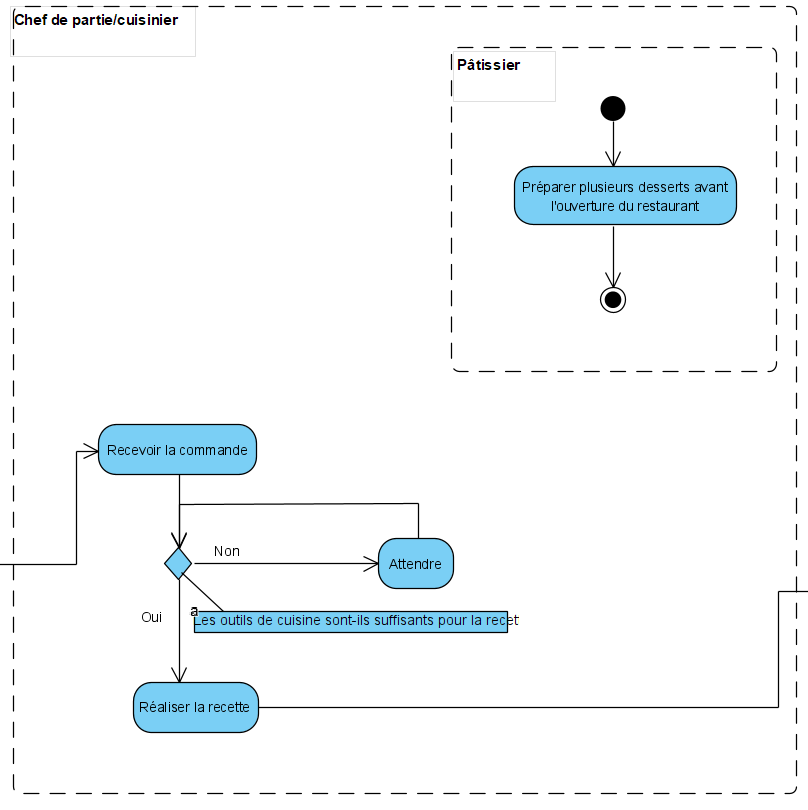 Chef de partie/cuisinier
Pâtissier
Préparer plusieurs desserts avant
l'ouverture du restaurant
Recevoir la commande
Non
Attendre
Oui
a
Les outils de cuisine sont-ils suffisants pour la recet
Réaliser la recette